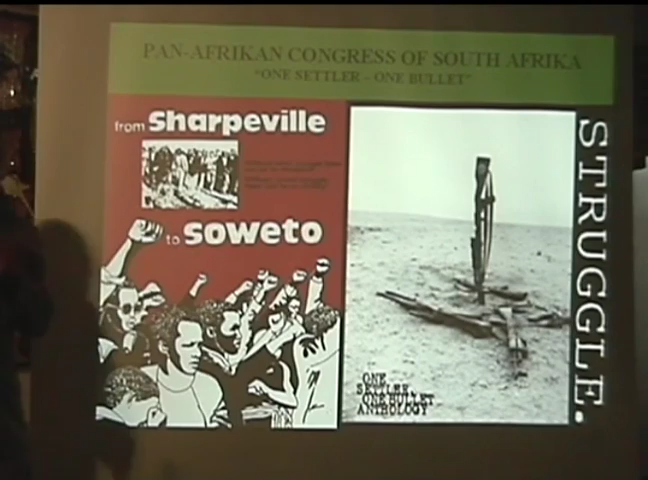 PAN-AFRIKAN CONGRESS OF SOUTH AFRIKA
"ONE SETTLER - ONE BULLET"
from Sharpeville
to soweto
STRUGGLE.
ONE
SETTLER
ONE BULLET
ANTHOLOGY